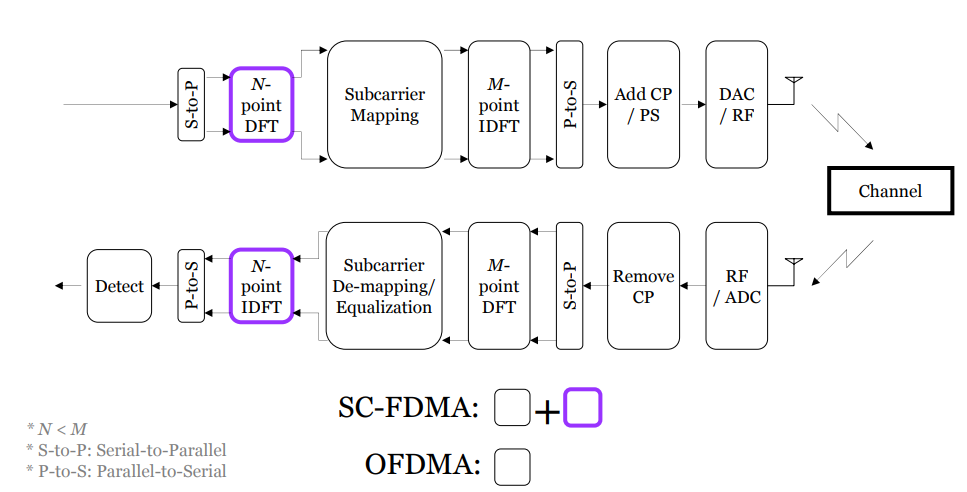 S-to-P
N-
point
DFT
Subcarrier
Mapping
M-
point
IDFT
P-to-S
Add CP
/ PS
DAC
/ RF
Channel
Detect
P-to-S
N-
point
IDFT
Subcarrier
De-mapping/
Equalization
M-
point
DFT
S-to-P
Remove
CP
RF
/ ADC
SC-FDMA: +
OFDMA:
* N < M
* S-to-P: Serial-to-Parallel
* P-to-S: Parallel-to-Serial